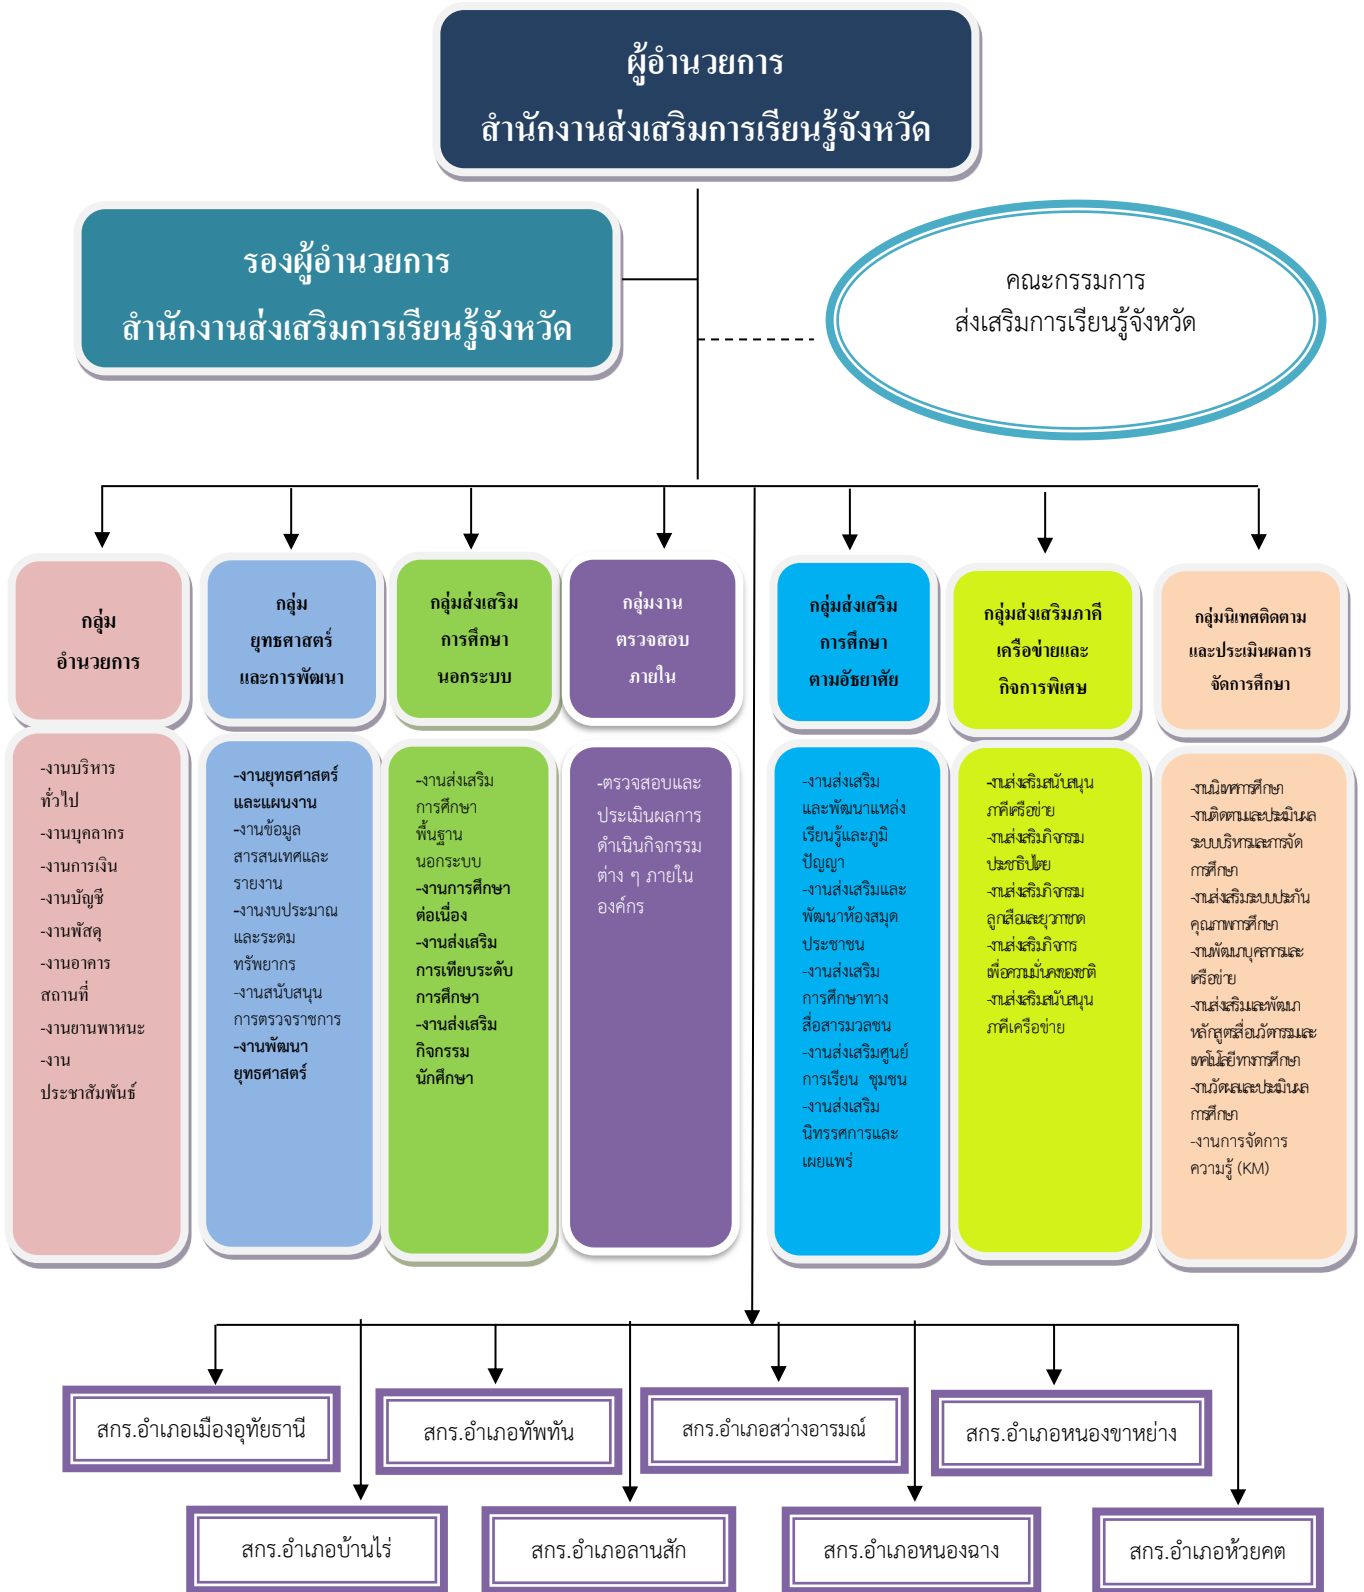 ผู้อำนวยการ
สำนักงานส่งเสริมการเรียนรู้จังหวัด
รองผู้อำนวยการ
สำนักงานส่งเสริมการเรียนรู้จังหวัด
คณะกรรมการ
ส่งเสริมการเรียนรู้จังหวัด
กลุ่ม
อำนวยการ
กลุ่ม
ยุทธศาสตร์
และการพัฒนา
กลุ่มส่งเสริม
การศึกษา
นอกระบบ
กลุ่มงาน
ตรวจสอบ
ภายใน
กลุ่มส่งเสริม
การศึกษา
ตามอัธยาศัย
กลุ่มส่งเสริมภาคี
เครือข่ายและ
กิจการพิเศษ
กลุ่มนิเทศติดตาม
และประเมินผลการ
จัดการศึกษา
-งานบริหาร
ทั่วไป
-งานบุคลากร
-งานการเงิน
-งานบัญชี
-งานพัสดุ
-งานอาคาร
สถานที่
-งานยานพาหนะ
-งาน
ประชาสัมพันธ์
-งานยุทธศาสตร์
และแผนงาน
-งานข้อมูล
สารสนเทศและ
รายงาน
-งานงบประมาณ
และระดม
ทรัพยากร
-งานสนับสนุน
การตรวจราชการ
-งานพัฒนา
ยุทธศาสตร์
-งานส่งเสริม
การศึกษา
พื้นฐาน
นอกระบบ
-งานการศึกษา
ต่อเนื่อง
-งานส่งเสริม
การเทียบระดับ
การศึกษา
-งานส่งเสริม
กิจกรรม
นักศึกษา
-ตรวจสอบและ
ประเมินผลการ
ดำเนินกิจกรรม
ต่าง ๆ ภายใน
องค์กร
-งานส่งเสริม
และพัฒนาแหล่ง
เรียนรู้และภูมิ
ปัญญา
-งานส่งเสริมและ
พัฒนาห้องสมุด
ประชาชน
-งานส่งเสริม
การศึกษาทาง
สื่อสารมวลชน
-งานส่งเสริมศูนย์
การเรียน ชุมชน
-งานส่งเสริม
นิทรรศการและ
เผยแพร่
-งานส่งเสริมสนับสนุน
ภาคีเครือข่าย
-งานส่งเสริมกิจกรรม
ประชาธิปไตย
-งานส่งเสริมกิจกรรม
ลูกเสือและยุวกาชาด
-งานส่งเสริมกิจการ
เพื่อความมั่นคงของชาติ
-งานส่งเสริมสนับสนุน
ภาคีเครือข่าย
-งานนิเทศการศึกษา
-งานติดตามและประเมินผล
ระบบบริหารและการจัด
การศึกษา
-งานส่งเสริมระบบประกัน
คุณภาพการศึกษา
-งานพัฒนาบุคลากรและ
เครือข่าย
-งานส่งเสริมและพัฒนา
หลักสูตรสื่อนวัตกรรมและ
เทคโนโลยีทางการศึกษา
-งานวัดผลและประเมินผล
การศึกษา
-งานการจัดการ
ความรู้ (KM)
สกร.อำเภอเมืองอุทัยธานี
สกร.อำเภอทัพทัน
สกร.อำเภอสว่างอารมณ์
สกร.อำเภอหนองขาหย่าง
สกร.อำเภอบ้านไร่
สกร.อำเภอลานสัก
สกร.อำเภอหนองฉาง
สกร.อำเภอห้วยคต